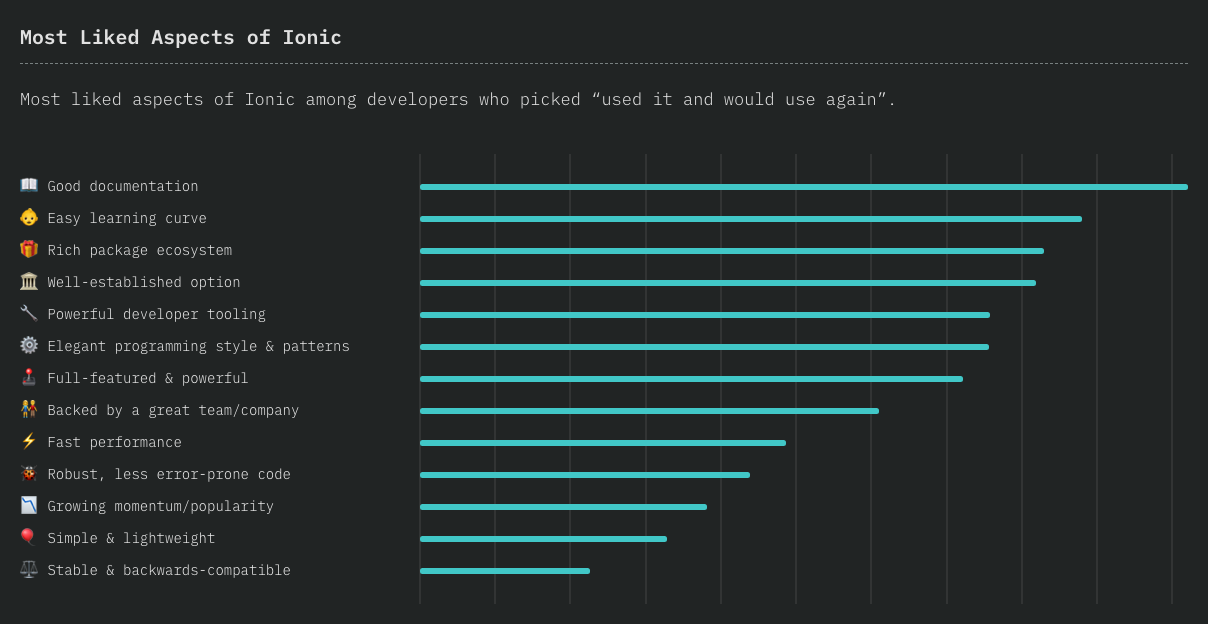 Most Liked Aspects of Ionic
Most liked aspects of Ionic among developers who picked “used it and would use again”.
Good documentation
Easy learning curve
Rich package ecosystem
Well-established option
Powerful developer tooling
Elegant programming style & patterns
Full-featured & powerful
Backed by a great team/company
Fast performance
Robust, less error-prone code
Growing momentum/popularity
Simple & lightweight
Stable & backwards-compatible